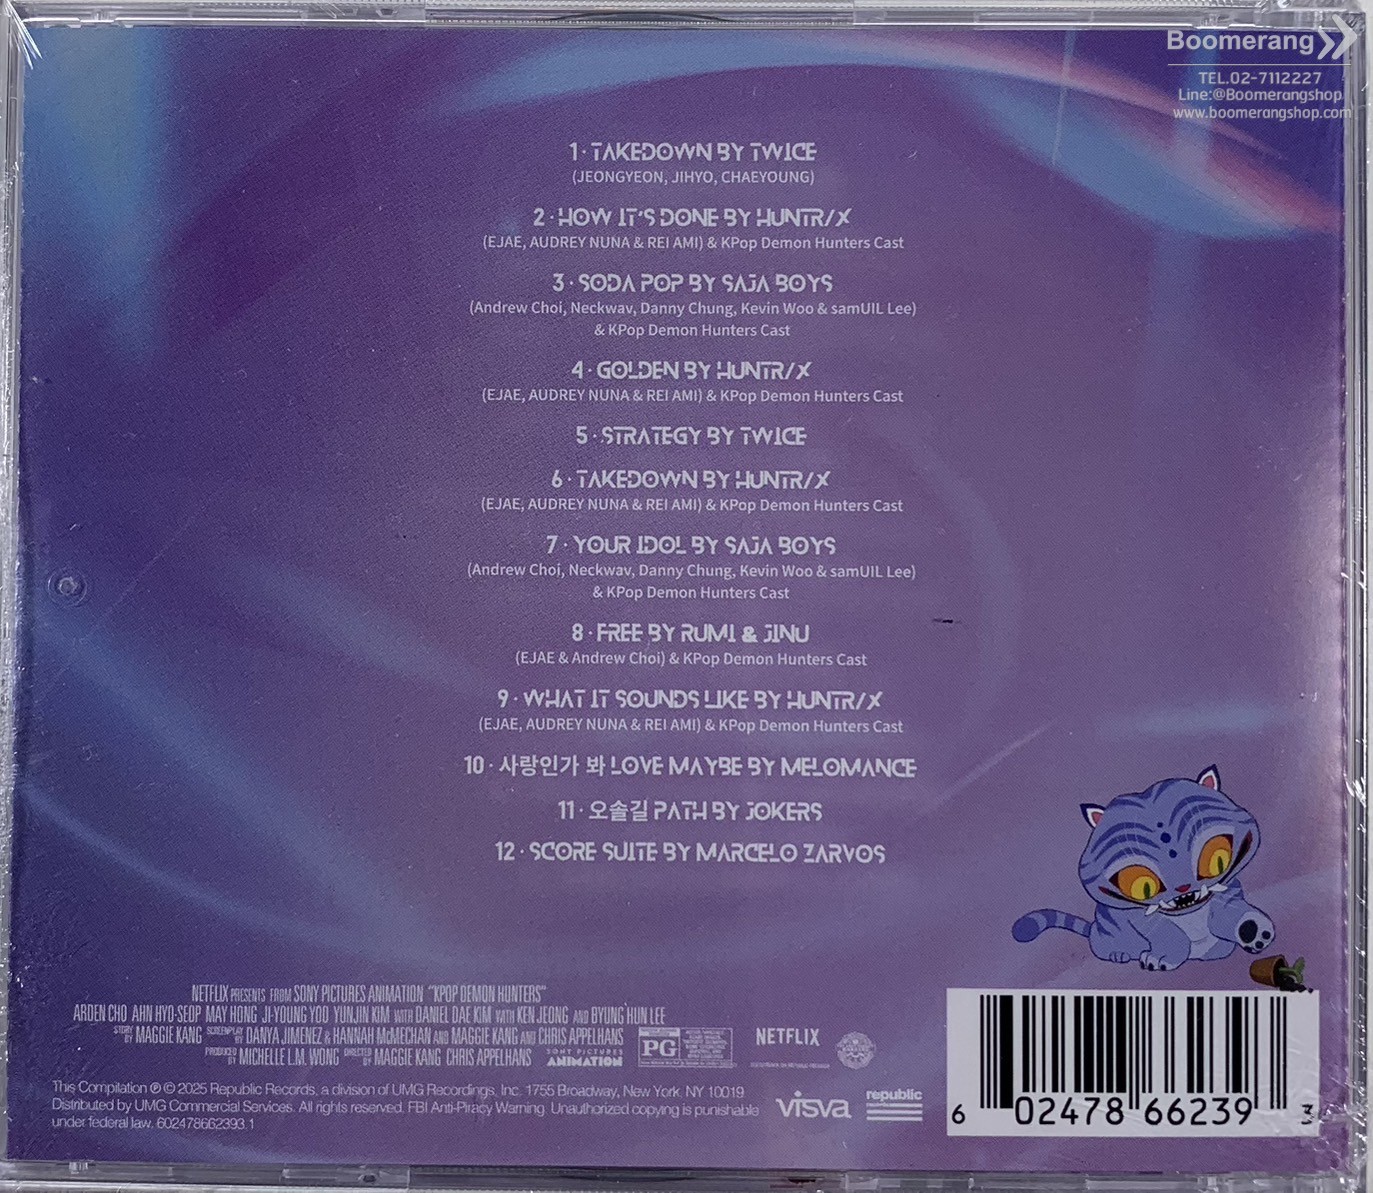 Boomerang
TEL.02-7112227
Line:@Boomerangshop
www.boomerangshop.com
1 · TAKEDOWN BY TWICE
(JEONGYEON, JIHYO, CHAEYOUNG)
2 · HOW IT'S DONE BY HUNTR/X
(EJAE, AUDREY NUNA & REI AMI) & KPop Demon Hunters Cast
3 · SODA POP BY SAJA BOYS
(Andrew Choi, Neckwav, Danny Chung, Kevin Woo & samUIL Lee)
& KPop Demon Hunters Cast
4 · GOLDEN BY HUNTR/X
(EJAE, AUDREY NUNA & REI AMI) & KPop Demon Hunters Cast
5 · STRATEGY BY TWICE
6 · TAKEDOWN BY HUNTR/X
(EJAE, AUDREY NUNA & REI AMI) & KPop Demon Hunters Cast
7 · YOUR IDOL BY SAJA BOYS
(Andrew Choi, Neckwav, Danny Chung, Kevin Woo & samUIL Lee)
& KPop Demon Hunters Cast
8 · FREE BY RUMI & JINU
(EJAE & Andrew Choi) & KPop Demon Hunters Cast
9 · WHAT IT SOUNDS LIKE BY HUNTR/X
(EJAE, AUDREY NUNA & REI AMI) & KPop Demon Hunters Cast
10 · 사랑인가 봐 LOVE MAYBE BY MELOMANCE
11 · 오솔길 PATH BY JOKERS
12 · SCORE SUITE BY MARCELO ZARVOS
NETFLIX PRESENTS FROM SONY PICTURES ANIMATION "KPOP DEMON HUNTERS"
ARDEN CHO AHN HYO-SEOP MAY HONG JI-YOUNG YOO YUNJIN KIM WITH DANIEL DAE KIM WITH KEN JEONG AND BYUNG HUN LEE
STORY BY MAGGIE KANG SCREENPLAY BY DANYA JIMENEZ & HANNAH McMECHAN AND MAGGIE KANG AND CHRIS APPELHANS
PRODUCED BY MICHELLE L.M. WONG DIRECTED BY MAGGIE KANG CHRIS APPELHANS
SONY PICTURES
ANIMATION
PG
NETFLIX
This Compilation ℗ © 2025 Republic Records, a division of UMG Recordings, Inc. 1755 Broadway, New York, NY 10019
Distributed by UMG Commercial Services. All rights reserved. FBI Anti-Piracy Warning. Unauthorized copying is punishable
under federal law. 602478662393.1
visva
republic
6 02478 66239 3